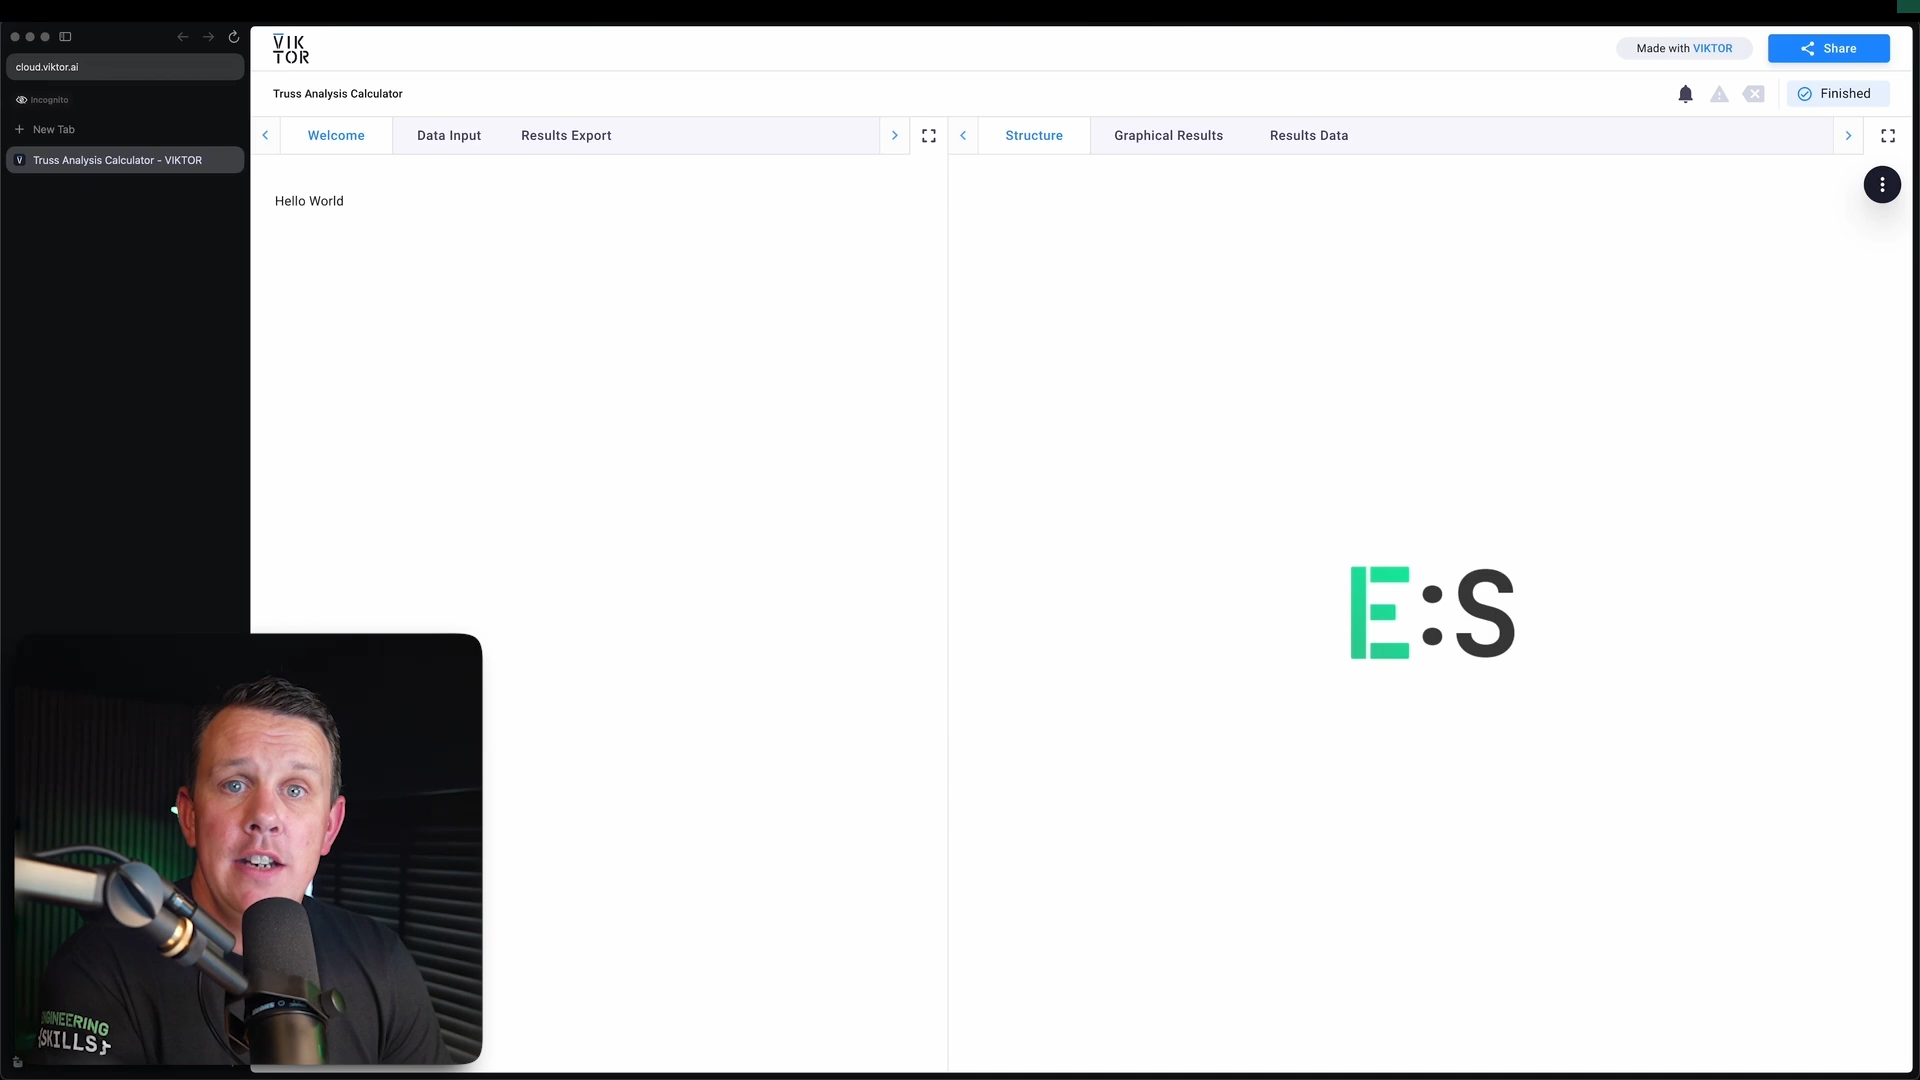 cloud.viktor.ai
Incognito
New Tab
Truss Analysis Calculator - VIKTOR
VIK
TOR
Made with VIKTOR
Share
Truss Analysis Calculator
Finished
Welcome
Data Input
Results Export
Structure
Graphical Results
Results Data
Hello World
E:S
ENGINEERING
{SKILLS}